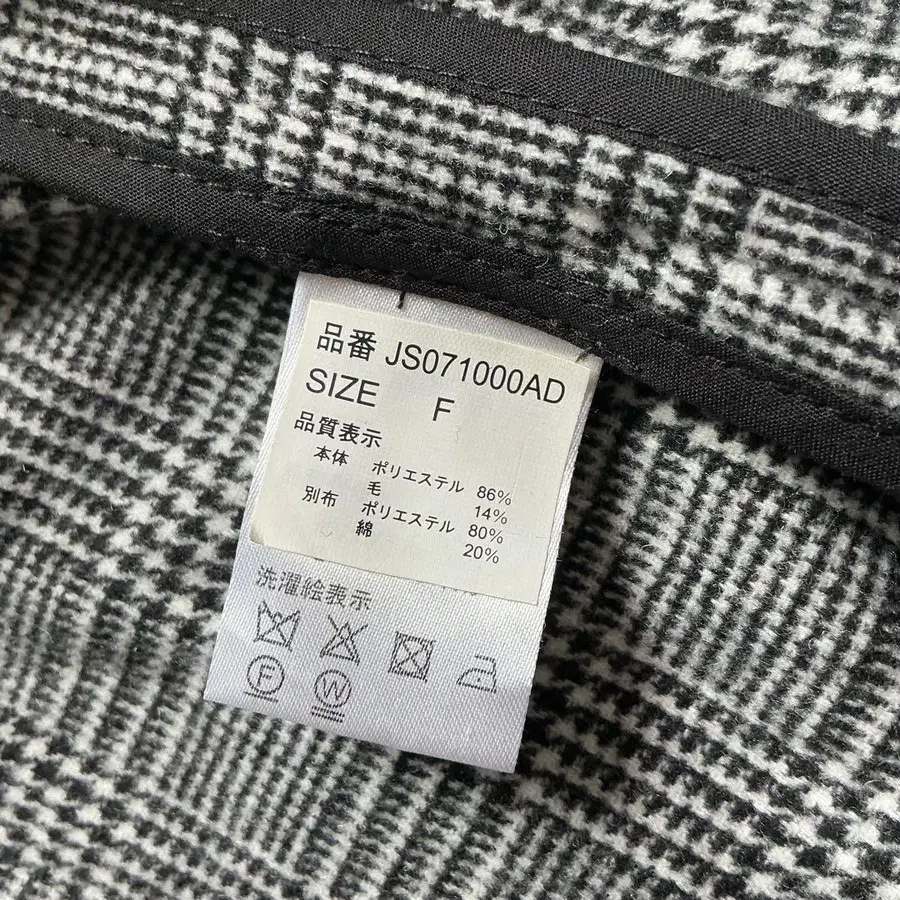 品番 JS071000AD
SIZE F
品質表示
本体 ポリエステル 86%
毛 14%
別布 ポリエステル 80%
綿 20%
洗濯絵表示
F W